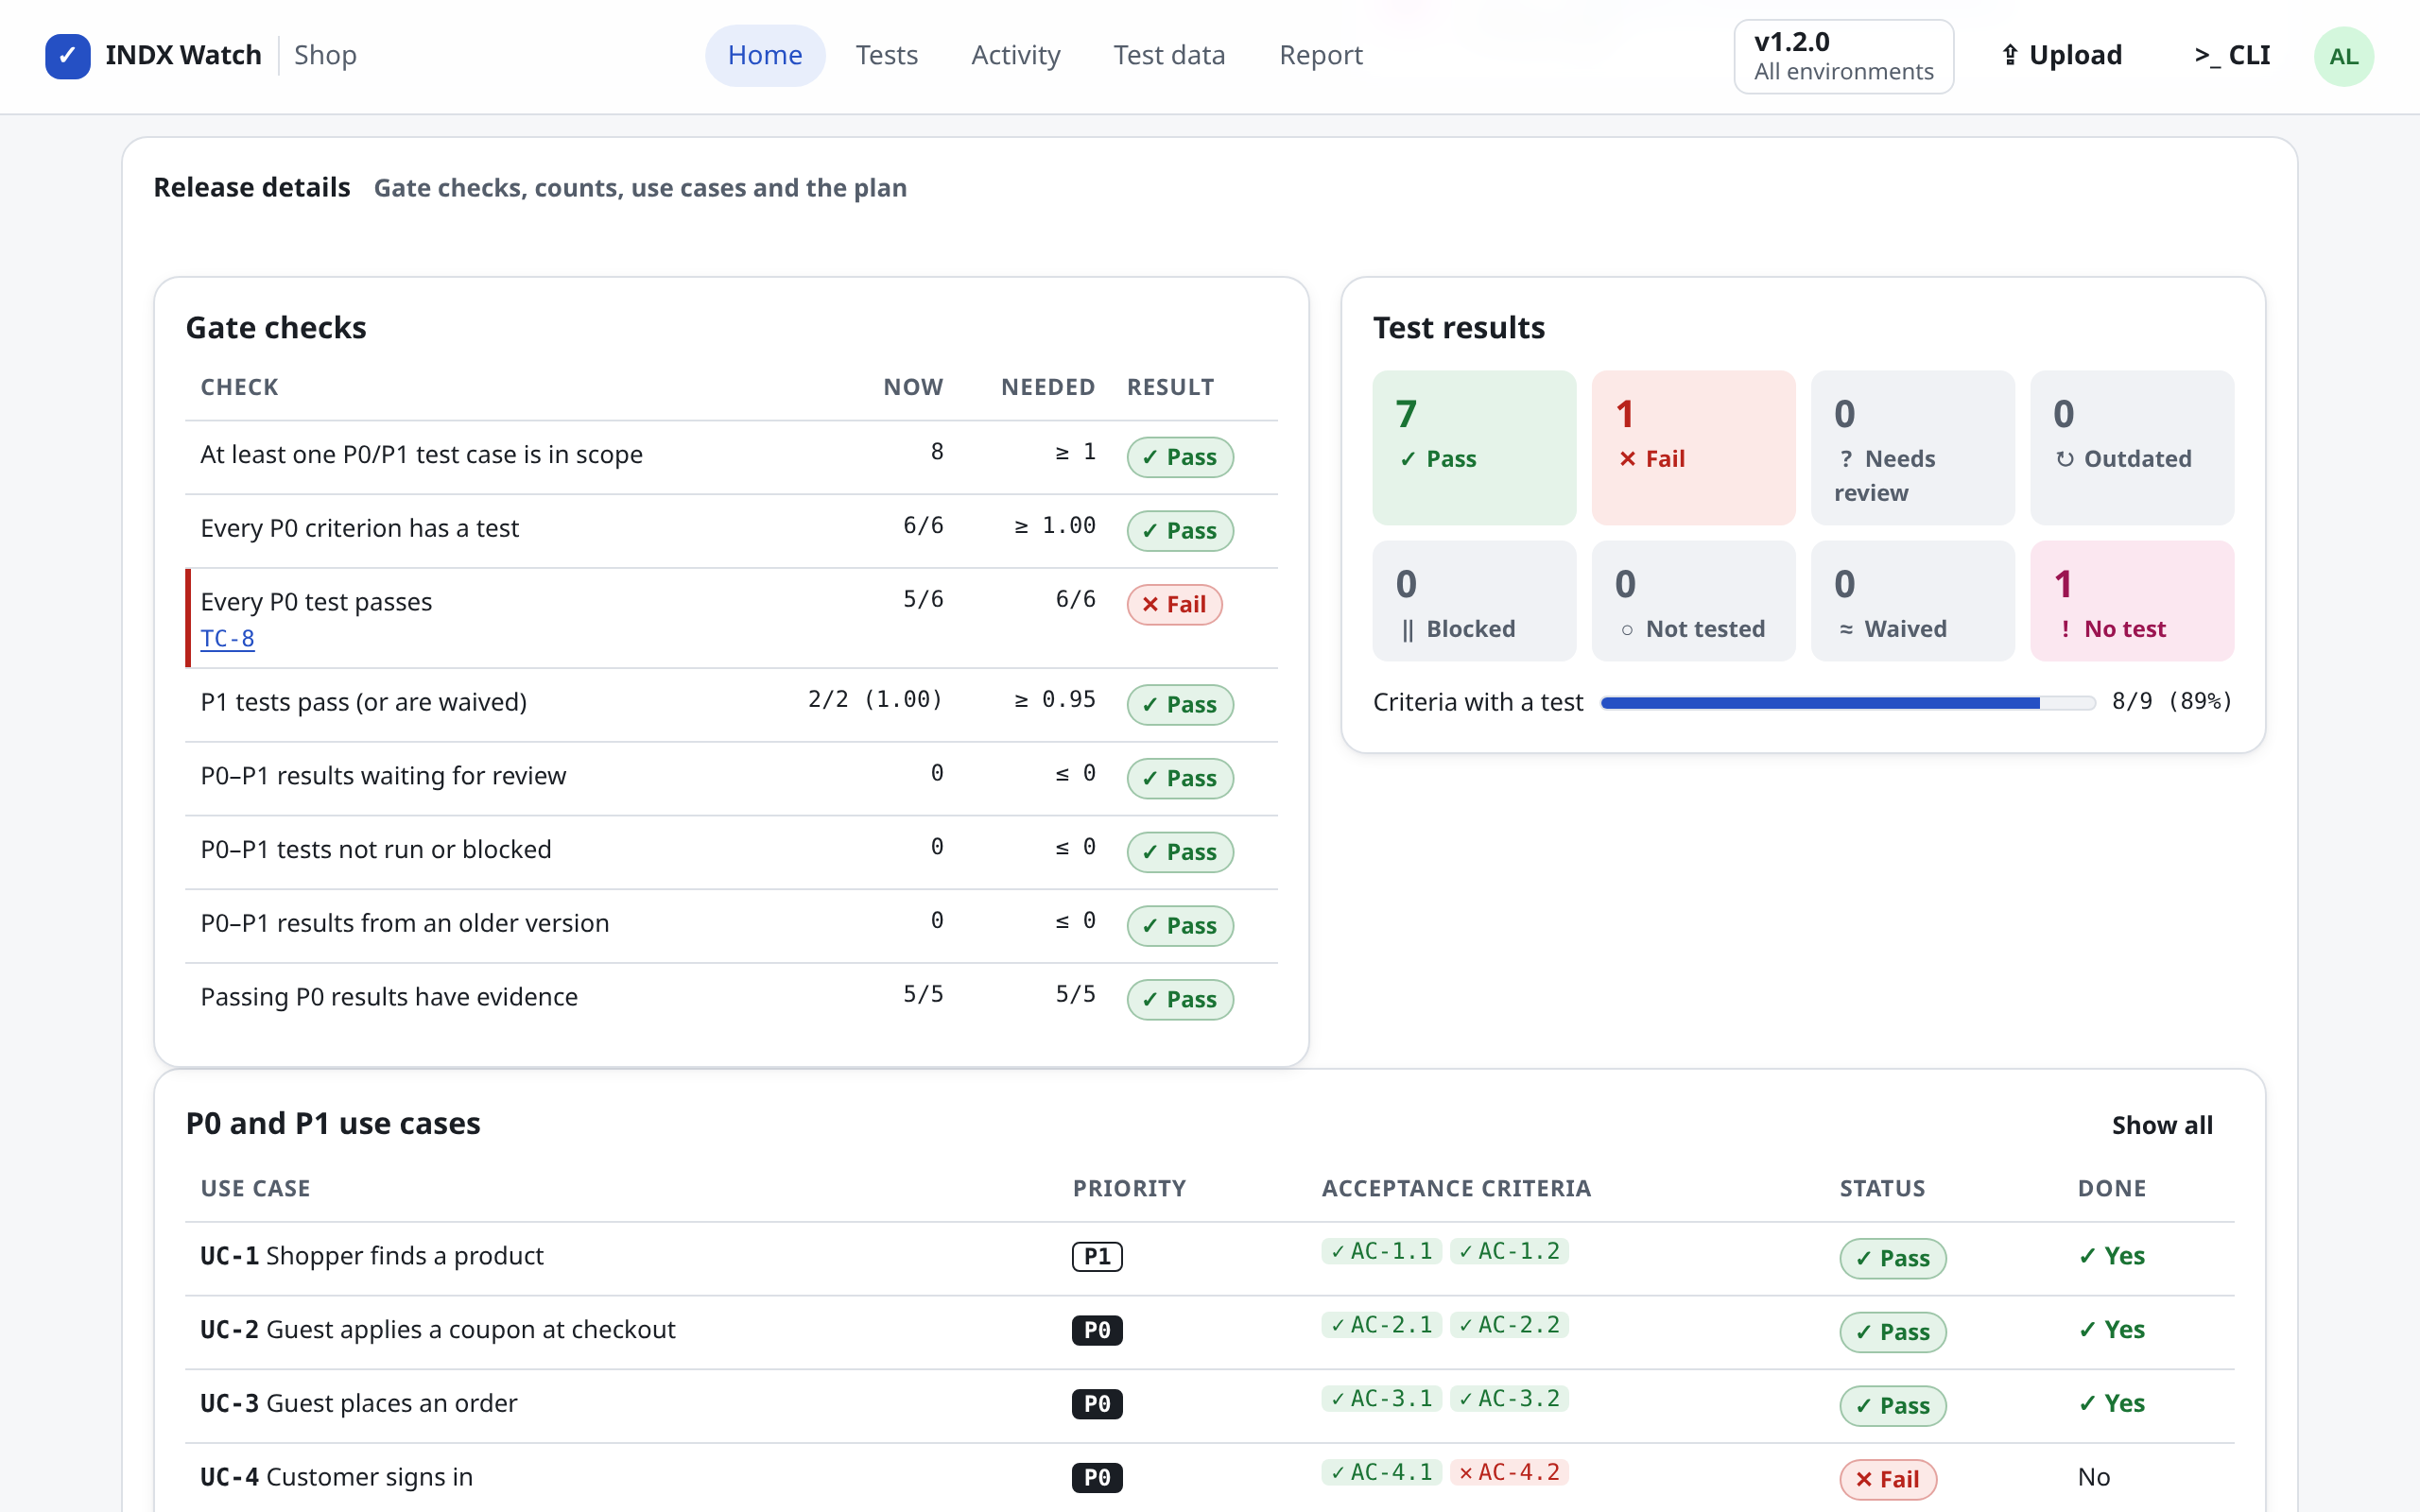 ✓ INDX Watch Shop Home Tests Activity Test data Report v1.2.0 ⇪ Upload >_ CLI AL
All environments
Release details Gate checks, counts, use cases and the plan
Gate checks
CHECK NOW NEEDED RESULT
At least one P0/P1 test case is in scope 8 ≥ 1 ✓ Pass
Every P0 criterion has a test 6/6 ≥ 1.00 ✓ Pass
Every P0 test passes 5/6 6/6 ✕ Fail
TC-8
P1 tests pass (or are waived) 2/2 (1.00) ≥ 0.95 ✓ Pass
P0–P1 results waiting for review 0 ≤ 0 ✓ Pass
P0–P1 tests not run or blocked 0 ≤ 0 ✓ Pass
P0–P1 results from an older version 0 ≤ 0 ✓ Pass
Passing P0 results have evidence 5/5 5/5 ✓ Pass
Test results
7 1 0 0
✓ Pass ✕ Fail ? Needs review ↻ Outdated
0 0 0 1
‖ Blocked ○ Not tested ≈ Waived ! No test
Criteria with a test 8/9 (89%)
P0 and P1 use cases Show all
USE CASE PRIORITY ACCEPTANCE CRITERIA STATUS DONE
UC-1 Shopper finds a product P1 ✓ AC-1.1 ✓ AC-1.2 ✓ Pass ✓ Yes
UC-2 Guest applies a coupon at checkout P0 ✓ AC-2.1 ✓ AC-2.2 ✓ Pass ✓ Yes
UC-3 Guest places an order P0 ✓ AC-3.1 ✓ AC-3.2 ✓ Pass ✓ Yes
UC-4 Customer signs in P0 ✓ AC-4.1 ✕ AC-4.2 ✕ Fail No